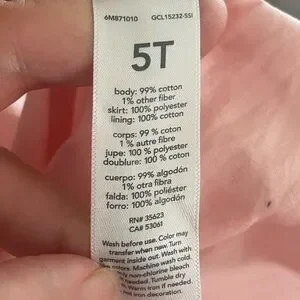 6M871010 GCL15232-SSI
5T
body: 99% cotton
1% other fiber
skirt: 100% polyester
lining: 100% cotton
corps: 99 % coton
1 % autre fibre
jupe: 100 % polyester
doublure: 100 % coton
cuerpo: 99% algodón
1% otra fibra
falda: 100% poliéster
forro: 100% algodón
RN# 35623
CA# 53061
Wash before use. Color may
transfer when new. Turn
garment inside out. Wash with
like colors. Machine wash cold.
only non-chlorine bleach
needed. Tumble dry
Warm iron if needed.